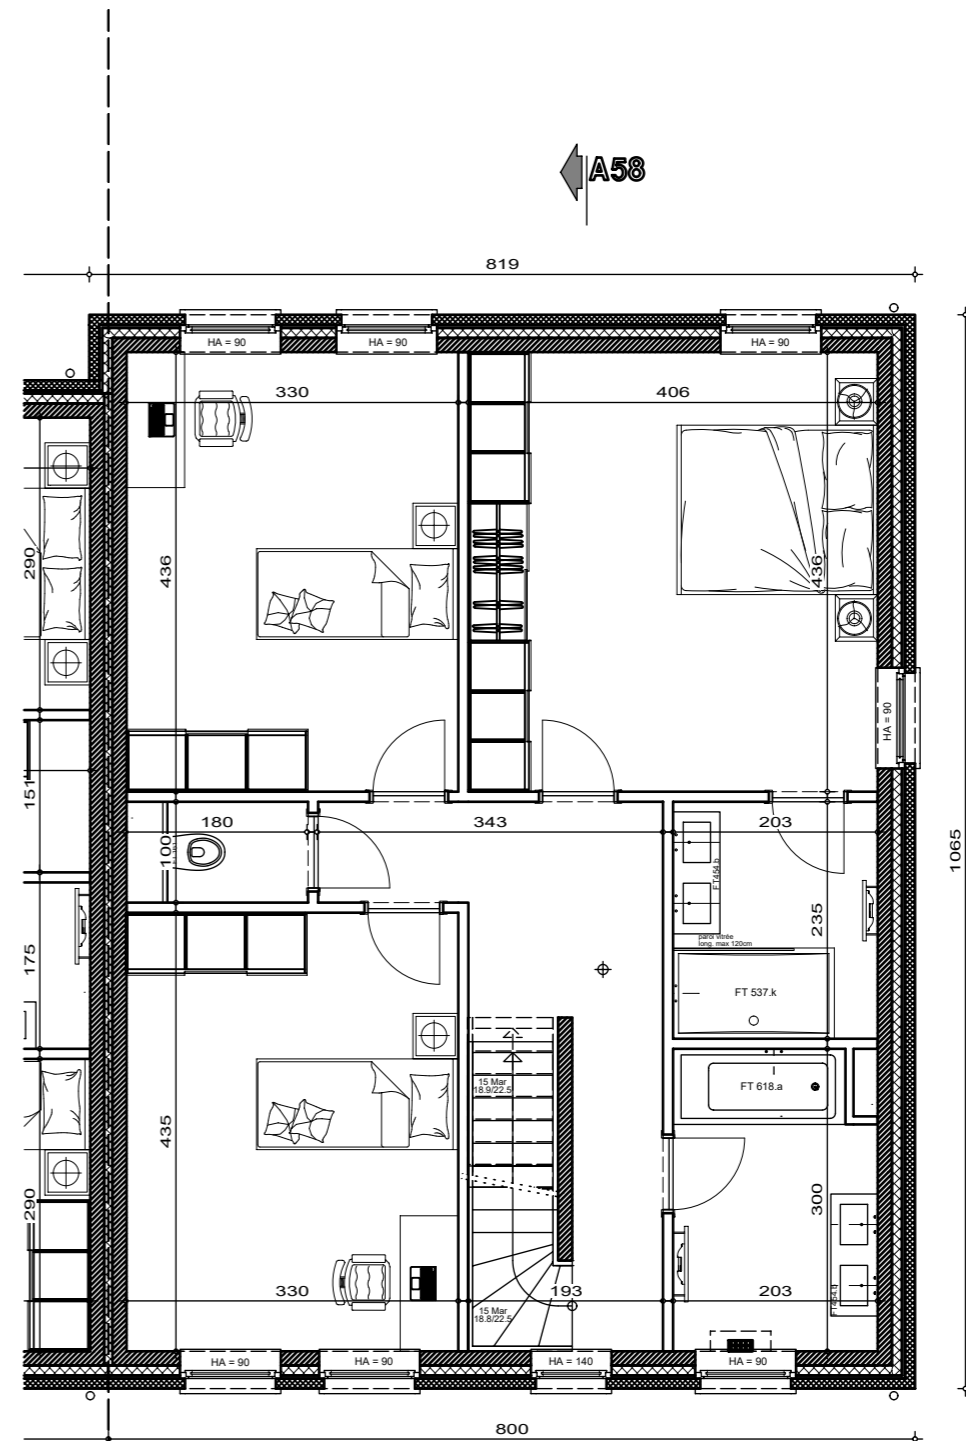 A58
819
HA = 90
HA = 90
HA = 90
330
406
290
436
436
HA = 90
151
180
343
203
100
FT454.b
1065
235
175
paroi vitrée
long. max 120cm
FT 537.k
15 Mar
18.9/22.5
FT 618.a
435
300
290
330
193
203
FT454.b
15 Mar
18.8/22.5
HA = 90
HA = 90
HA = 140
HA = 90
800